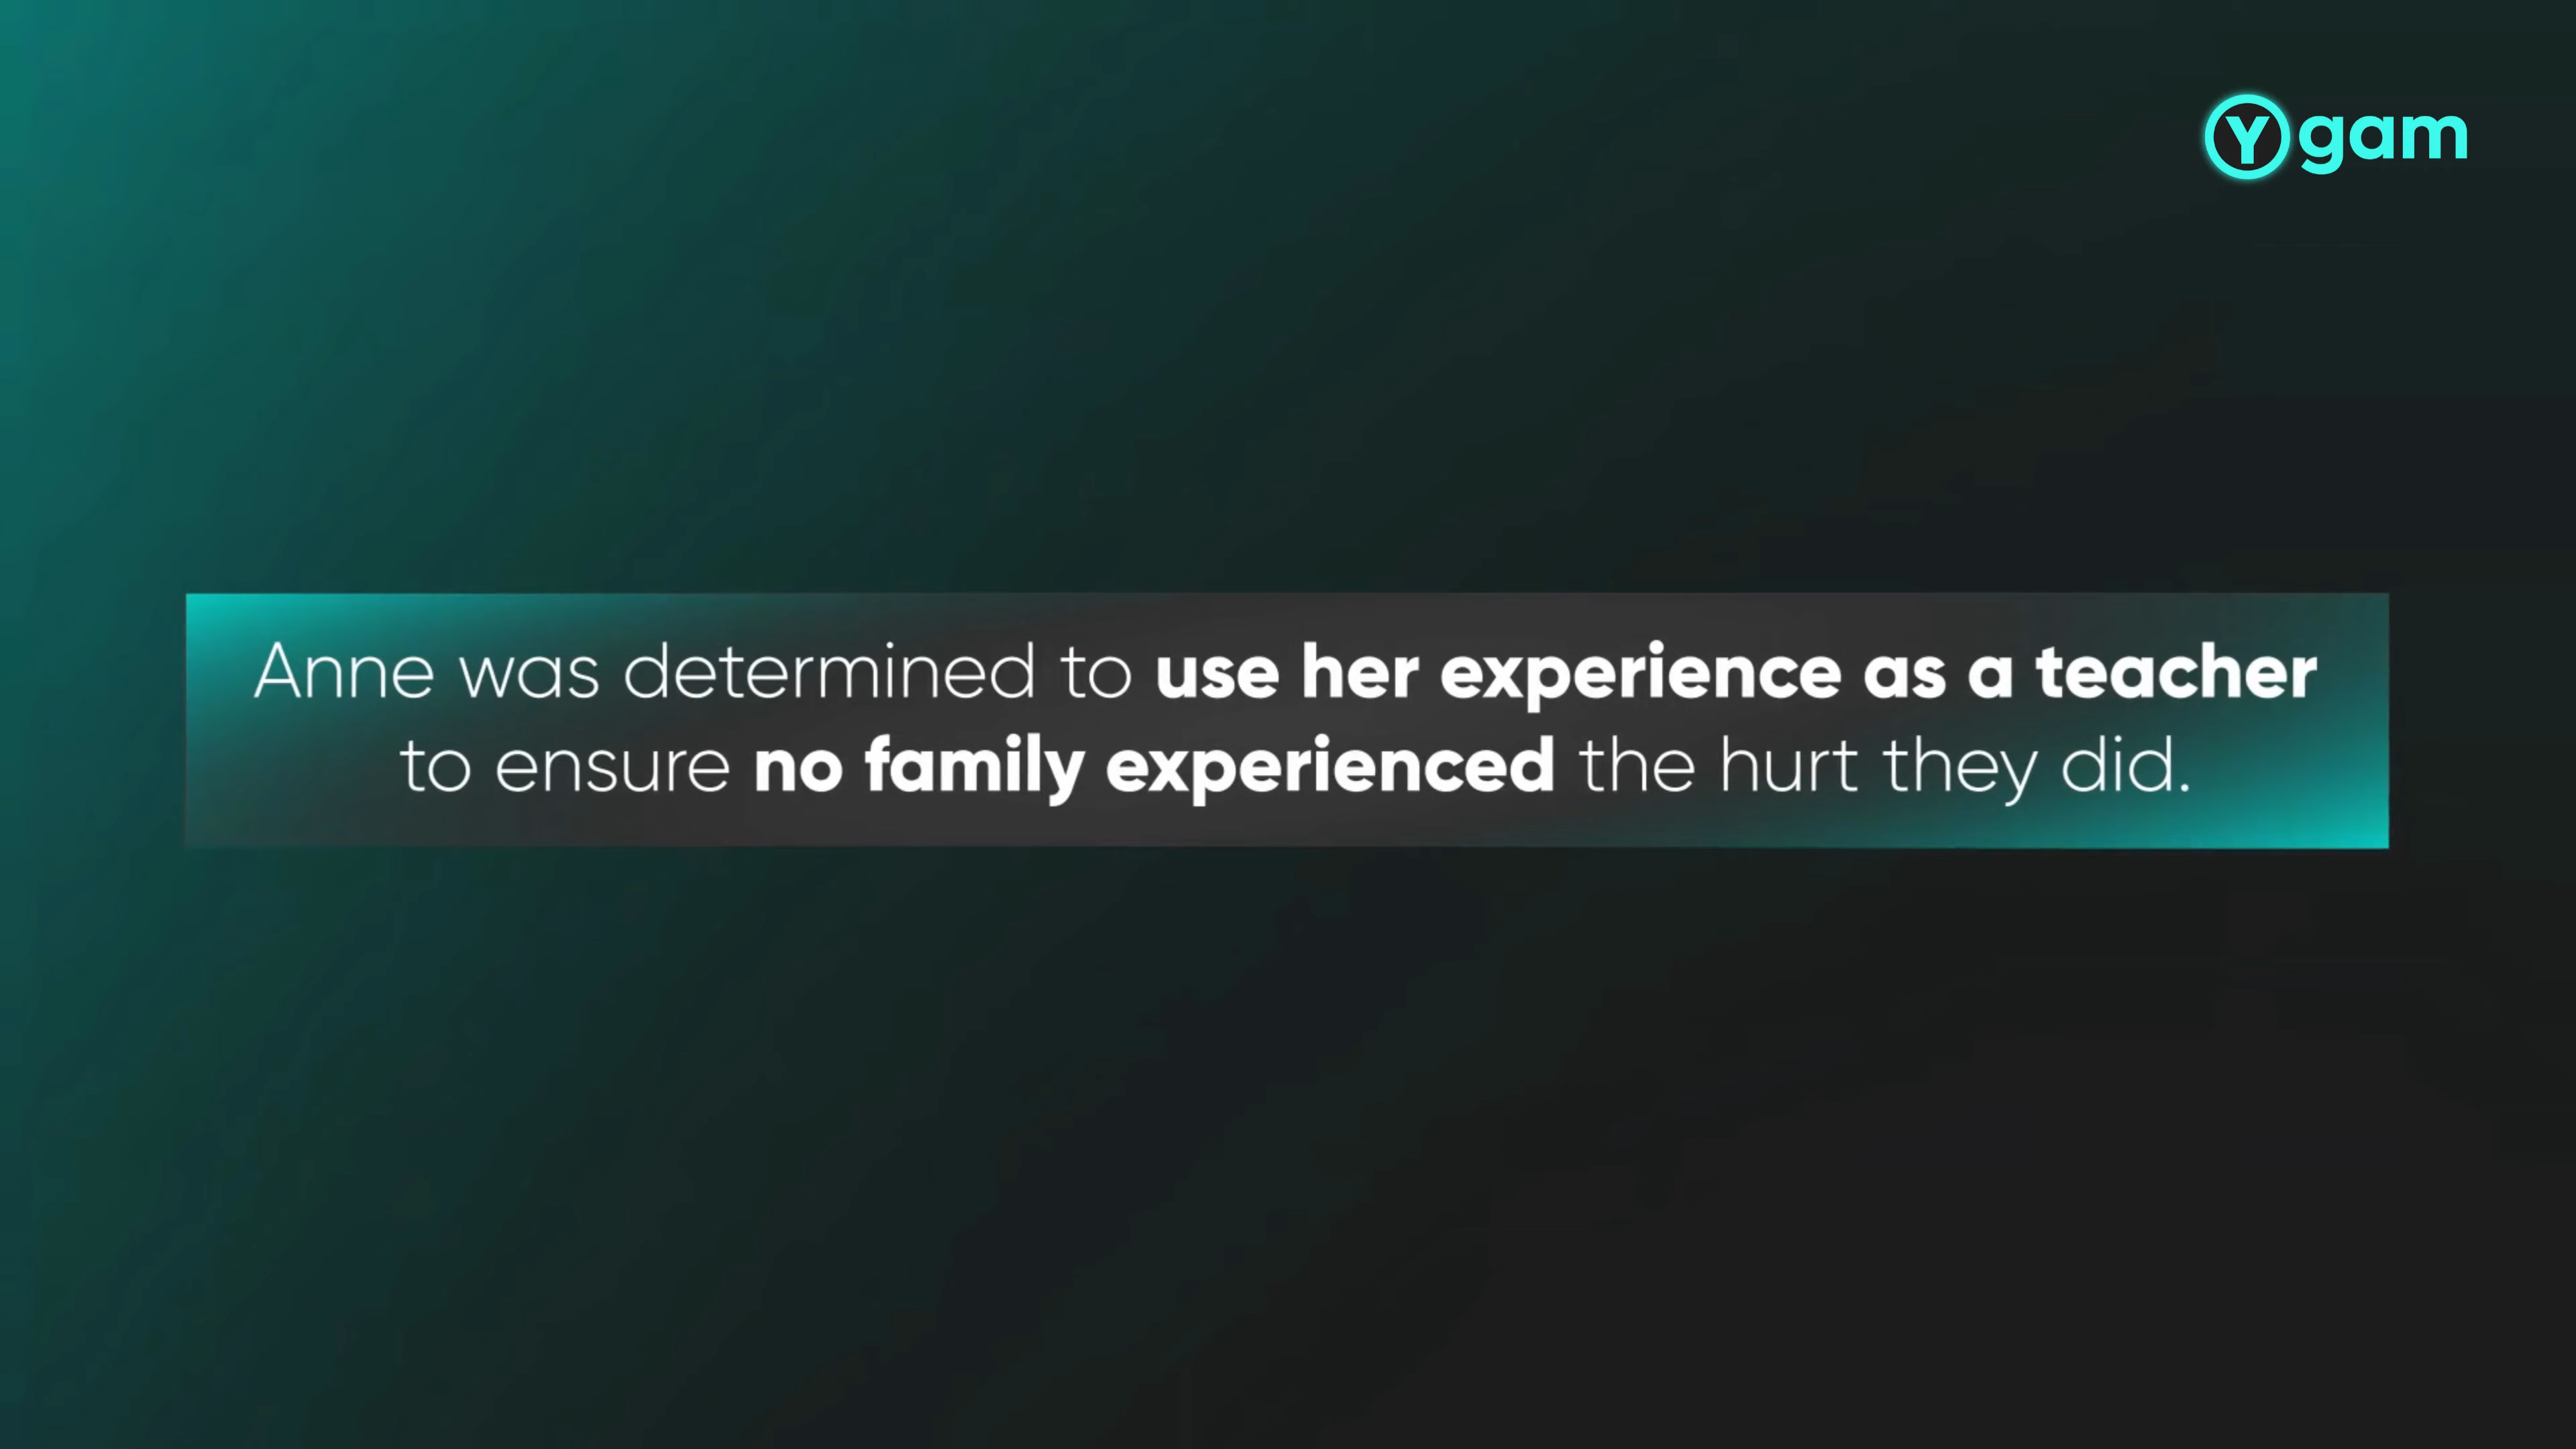 Ygam
Anne was determined to use her experience as a teacher
to ensure no family experienced the hurt they did.